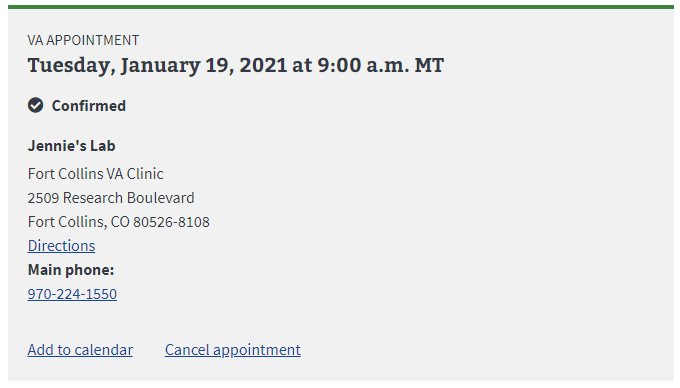 VA APPOINTMENT
Tuesday, January 19, 2021 at 9:00 a.m. MT
Confirmed
Jennie's Lab
Fort Collins VA Clinic
2509 Research Boulevard
Fort Collins, CO 80526-8108
Directions
Main phone:
970-224-1550
Add to calendar Cancel appointment